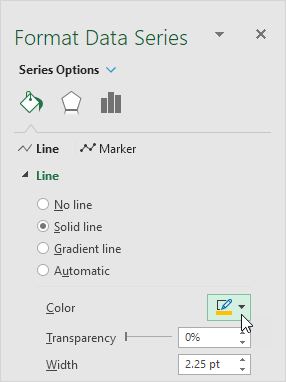 Format Data Series
Series Options
Line Marker
Line
No line
Solid line
Gradient line
Automatic
Color
Transparency 0%
Width 2.25 pt